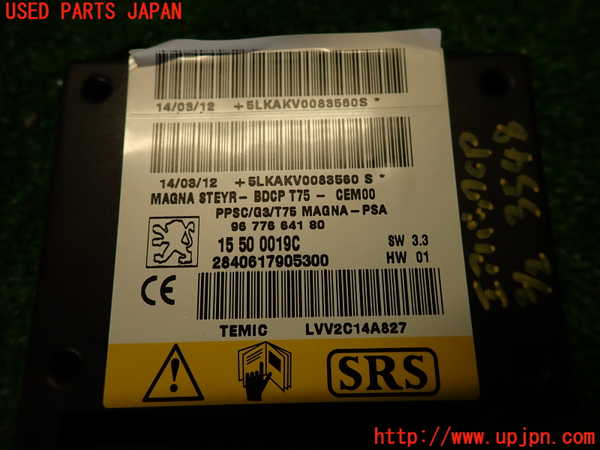 USED PARTS JAPAN
14/03/12 +5LKAKV0083560S *
14/03/12 +5LKAKV0083560 S *
MAGNA STEYR- BDCP T75 - CEM00
PPSC/G3/T75 MAGNA-PSA
96 776 641 80
15 50 0019C SW 3.3
2840617905300 HW 01
CE
TEMIC LVV2C14A827
SRS
3548
http://www.upjpn.com/